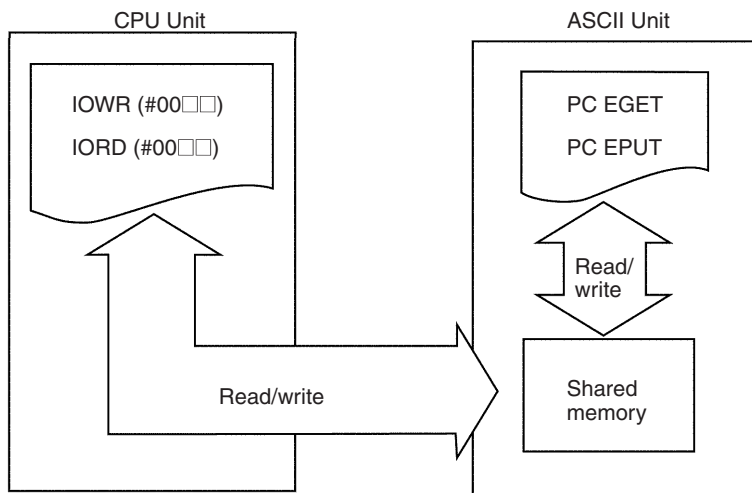 CPU Unit
IOWR (#00□□)
IORD (#00□□)
ASCII Unit
PC EGET
PC EPUT
Read/
write
Read/write
Shared
memory